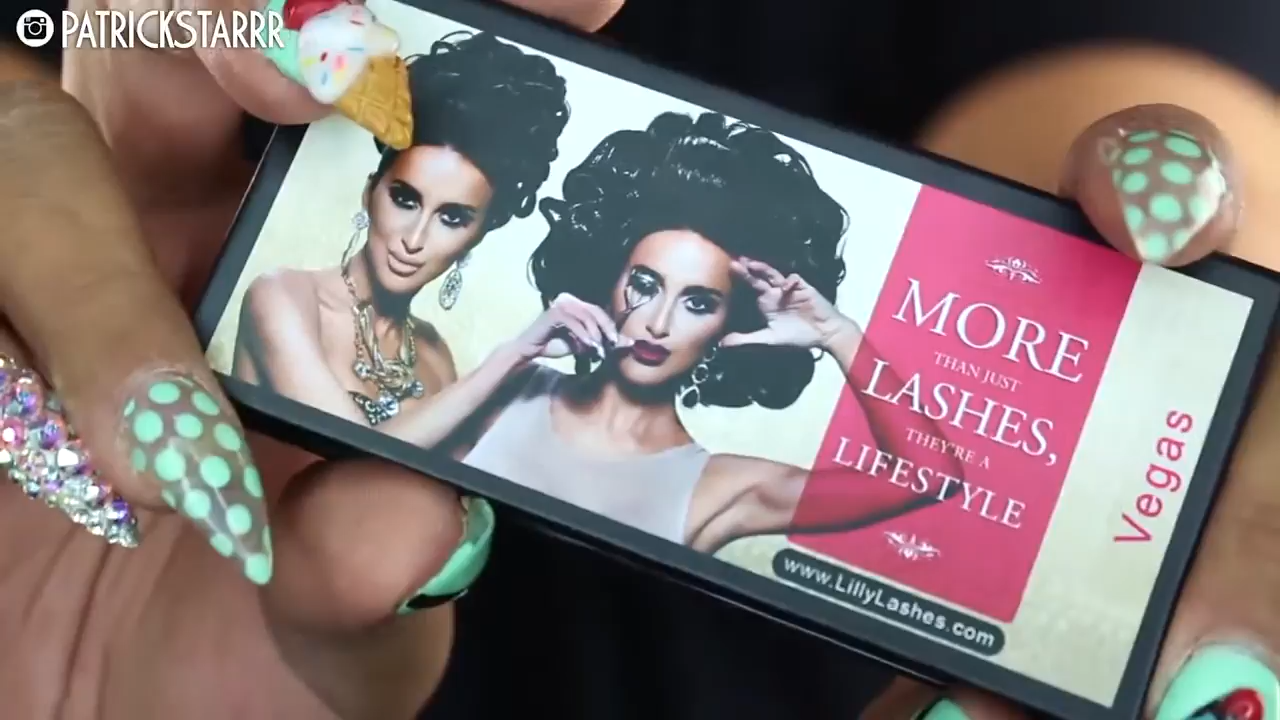 PATRICKSTARRR
MORE
THAN JUST
LASHES,
THEY'RE A
LIFESTYLE
Vegas
www.LillyLashes.com